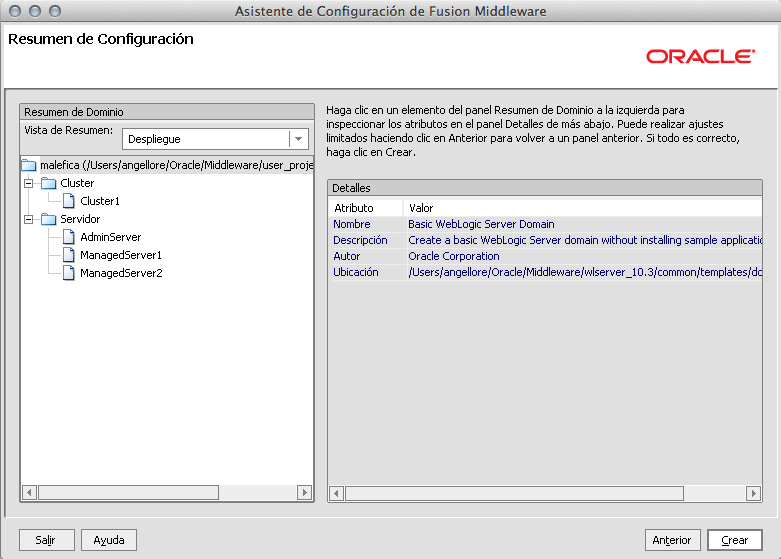 Asistente de Configuración de Fusion Middleware
Resumen de Configuración
ORACLE
Resumen de Dominio
Vista de Resumen: Despliegue
malefica (/Users/angellore/Oracle/Middleware/user_proje
Cluster
Cluster1
Servidor
AdminServer
ManagedServer1
ManagedServer2
Haga clic en un elemento del panel Resumen de Dominio a la izquierda para
inspeccionar los atributos en el panel Detalles de más abajo. Puede realizar ajustes
limitados haciendo clic en Anterior para volver a un panel anterior. Si todo es correcto,
haga clic en Crear.
Detalles
Atributo Valor
Nombre Basic WebLogic Server Domain
Descripción Create a basic WebLogic Server domain without installing sample applicatio
Autor Oracle Corporation
Ubicación /Users/angellore/Oracle/Middleware/wlserver_10.3/common/templates/do
Salir Ayuda Anterior Crear